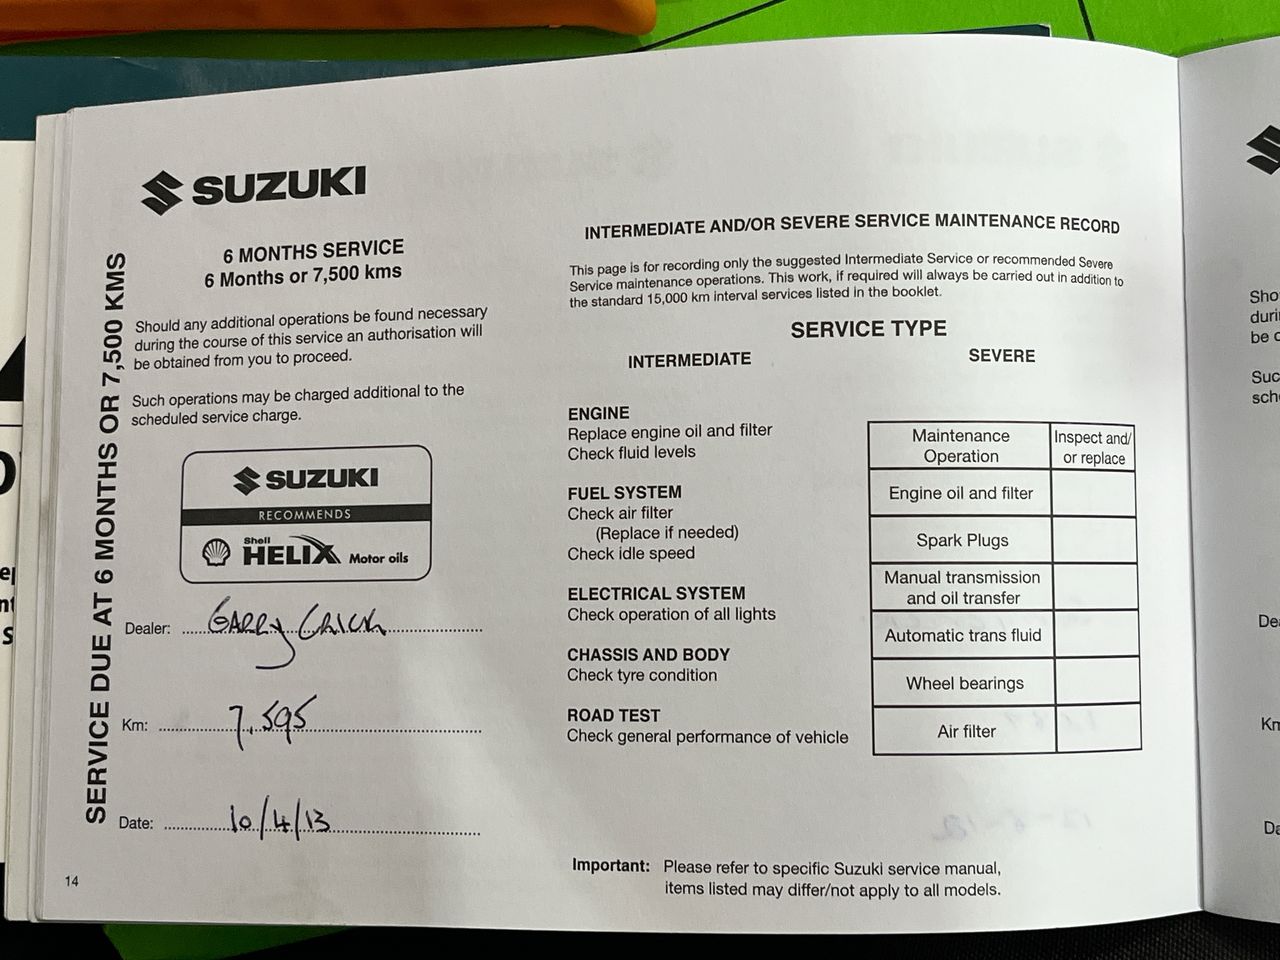 SUZUKI
6 MONTHS SERVICE
6 Months or 7,500 kms
SERVICE DUE AT 6 MONTHS OR 7,500 KMS
Should any additional operations be found necessary
during the course of this service an authorisation will
be obtained from you to proceed.
Such operations may be charged additional to the
scheduled service charge.
SUZUKI
RECOMMENDS
Shell
HELIX Motor oils
Dealer: GARRY CRICK
Km: 7,595
Date: 10/4/13
14
INTERMEDIATE AND/OR SEVERE SERVICE MAINTENANCE RECORD
This page is for recording only the suggested Intermediate Service or recommended Severe
Service maintenance operations. This work, if required will always be carried out in addition to
the standard 15,000 km interval services listed in the booklet.
SERVICE TYPE
INTERMEDIATE
ENGINE
Replace engine oil and filter
Check fluid levels
FUEL SYSTEM
Check air filter
(Replace if needed)
Check idle speed
ELECTRICAL SYSTEM
Check operation of all lights
CHASSIS AND BODY
Check tyre condition
ROAD TEST
Check general performance of vehicle
SEVERE
Maintenance
Operation
Inspect and/
or replace
Engine oil and filter
Spark Plugs
Manual transmission
and oil transfer
Automatic trans fluid
Wheel bearings
Air filter
Important: Please refer to specific Suzuki service manual,
items listed may differ/not apply to all models.